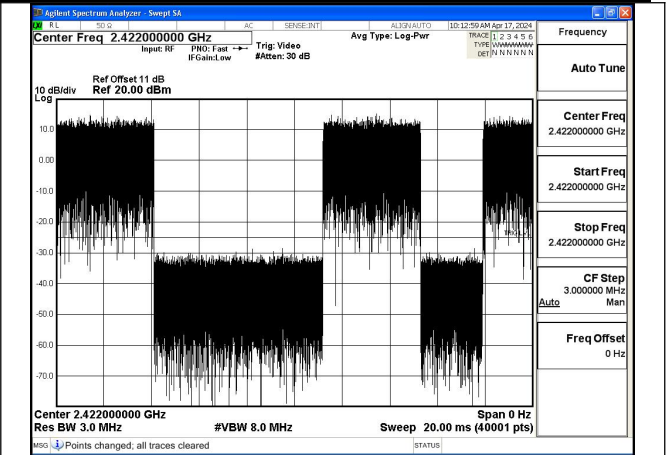 Agilent Spectrum Analyzer - Swept SA
RL 50 Ω AC SENSE:INT ALIGN AUTO 10:12:59 AM Apr 17, 2024
Center Freq 2.422000000 GHz
Input: RF PNO: Fast Trig: Video Avg Type: Log-Pwr TRACE 1 2 3 4 5 6
IFGain:Low #Atten: 30 dB TYPE WWWWWW
DET N N N N N N
Ref Offset 11 dB
10 dB/div Ref 20.00 dBm
Log
10.0
0.00
-10.0
-20.0
-30.0
-40.0
-50.0
-60.0
-70.0
Center 2.422000000 GHz Span 0 Hz
Res BW 3.0 MHz #VBW 8.0 MHz Sweep 20.00 ms (40001 pts)
MSG Points changed; all traces cleared STATUS
Frequency
Auto Tune
Center Freq
2.422000000 GHz
Start Freq
2.422000000 GHz
Stop Freq
2.422000000 GHz
CF Step
3.000000 MHz
Auto Man
Freq Offset
0 Hz